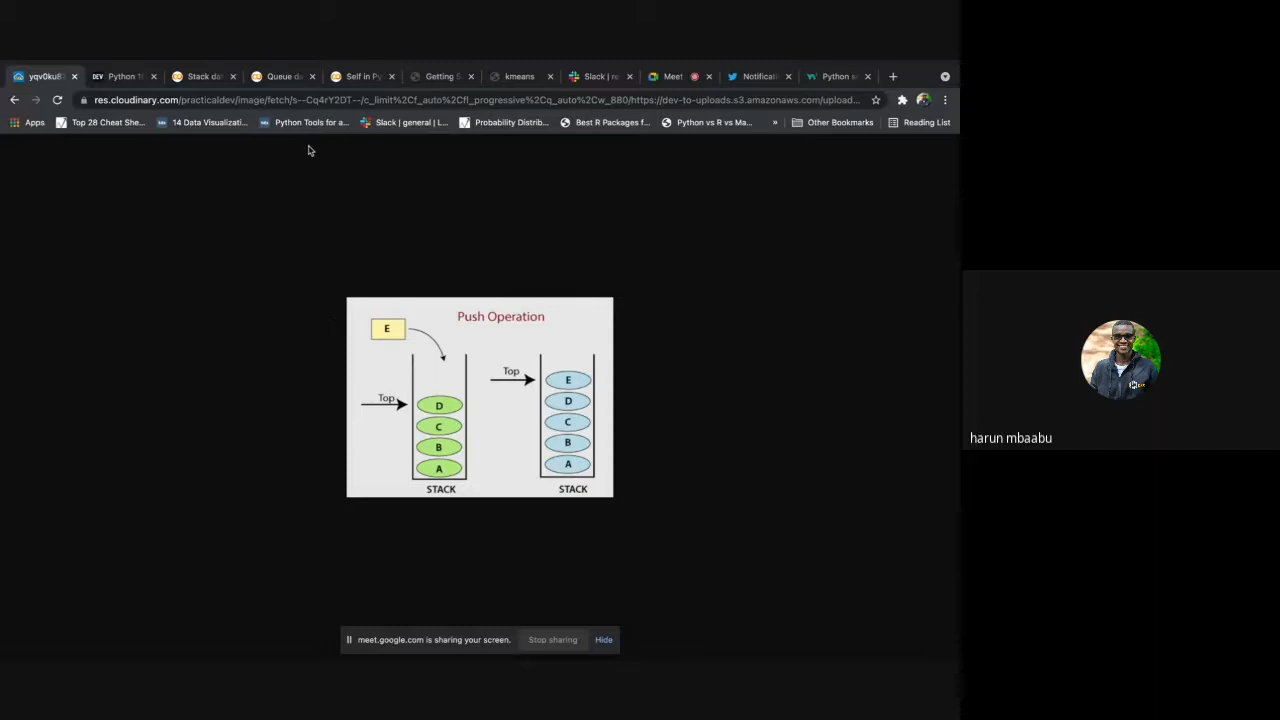 yqv0ku8
DEV Python 1
Stack da
Queue da
Self in Py
Getting S
kmeans
Slack | re
Meet
Notificati
Python se
res.cloudinary.com/practicaldev/image/fetch/s--Cq4rY2DT--/c_limit%2Cf_auto%2Cfl_progressive%2Cq_auto%2Cw_880/https://dev-to-uploads.s3.amazonaws.com/upload...
Apps
Top 28 Cheat She...
14 Data Visualizati...
Python Tools for a...
Slack | general | L...
Probability Distrib...
Best R Packages f...
Python vs R vs Ma...
»
Other Bookmarks
Reading List
Push Operation
E
Top
D
C
B
A
STACK
Top
E
D
C
B
A
STACK
harun mbaabu
meet.google.com is sharing your screen.
Stop sharing
Hide